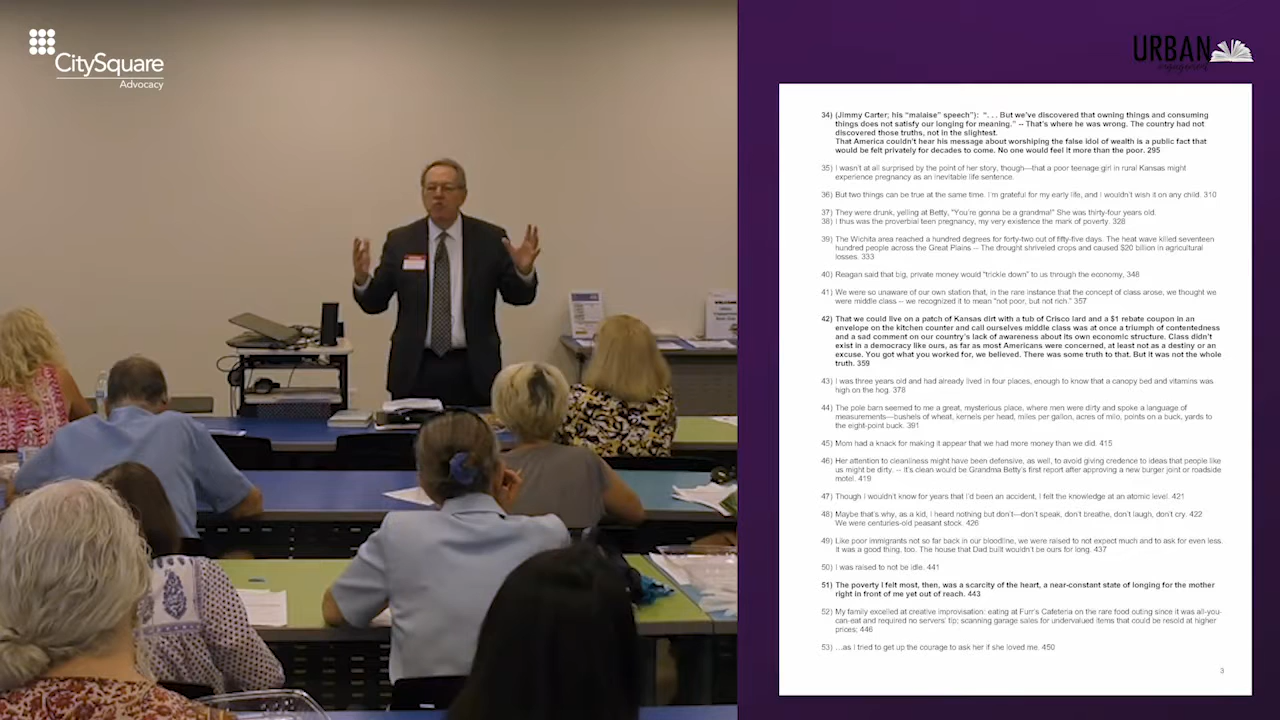 CitySquare
Advocacy
URBAN
engagement
34) (Jimmy Carter; his “malaise” speech”): “. . . But we’ve discovered that owning things and consuming
things does not satisfy our longing for meaning.” -- That’s where he was wrong. The country had not
discovered those truths, not in the slightest.
That America couldn’t hear his message about worshiping the false idol of wealth is a public fact that
would be felt privately for decades to come. No one would feel it more than the poor. 295
35) I wasn’t at all surprised by the point of her story, though—that a poor teenage girl in rural Kansas might
experience pregnancy as an inevitable life sentence.
36) But two things can be true at the same time. I’m grateful for my early life, and I wouldn’t wish it on any child. 310
37) They were drunk, yelling at Betty, “You’re gonna be a grandma!” She was thirty-four years old.
38) I thus was the proverbial teen pregnancy, my very existence the mark of poverty. 328
39) The Wichita area reached a hundred degrees for forty-two out of fifty-five days. The heat wave killed seventeen
hundred people across the Great Plains -- The drought shriveled crops and caused $20 billion in agricultural
losses. 333
40) Reagan said that big, private money would “trickle down” to us through the economy, 348
41) We were so unaware of our own station that, in the rare instance that the concept of class arose, we thought we
were middle class -- we recognized it to mean “not poor, but not rich.” 357
42) That we could live on a patch of Kansas dirt with a tub of Crisco lard and a $1 rebate coupon in an
envelope on the kitchen counter and call ourselves middle class was at once a triumph of contentedness
and a sad comment on our country’s lack of awareness about its own economic structure. Class didn’t
exist in a democracy like ours, as far as most Americans were concerned, at least not as a destiny or an
excuse. You got what you worked for, we believed. There was some truth to that. But it was not the whole
truth. 359
43) I was three years old and had already lived in four places, enough to know that a canopy bed and vitamins was
high on the hog. 378
44) The pole barn seemed to me a great, mysterious place, where men were dirty and spoke a language of
measurements—bushels of wheat, kernels per head, miles per gallon, acres of milo, points on a buck, yards to
the eight-point buck. 391
45) Mom had a knack for making it appear that we had more money than we did. 415
46) Her attention to cleanliness might have been defensive, as well, to avoid giving credence to ideas that people like
us might be dirty. -- It’s clean would be Grandma Betty’s first report after approving a new burger joint or roadside
motel. 419
47) Though I wouldn’t know for years that I’d been an accident, I felt the knowledge at an atomic level. 421
48) Maybe that’s why, as a kid, I heard nothing but don’t—don’t speak, don’t breathe, don’t laugh, don’t cry. 422
We were centuries-old peasant stock. 426
49) Like poor immigrants not so far back in our bloodline, we were raised to not expect much and to ask for even less.
It was a good thing. too. The house that Dad built wouldn’t be ours for long. 437
50) I was raised to not be idle. 441
51) The poverty I felt most, then, was a scarcity of the heart, a near-constant state of longing for the mother
right in front of me yet out of reach. 443
52) My family excelled at creative improvisation: eating at Furr’s Cafeteria on the rare food outing since it was all-you-
can-eat and required no servers’ tip; scanning garage sales for undervalued items that could be resold at higher
prices; 446
53) …as I tried to get up the courage to ask her if she loved me. 450
3